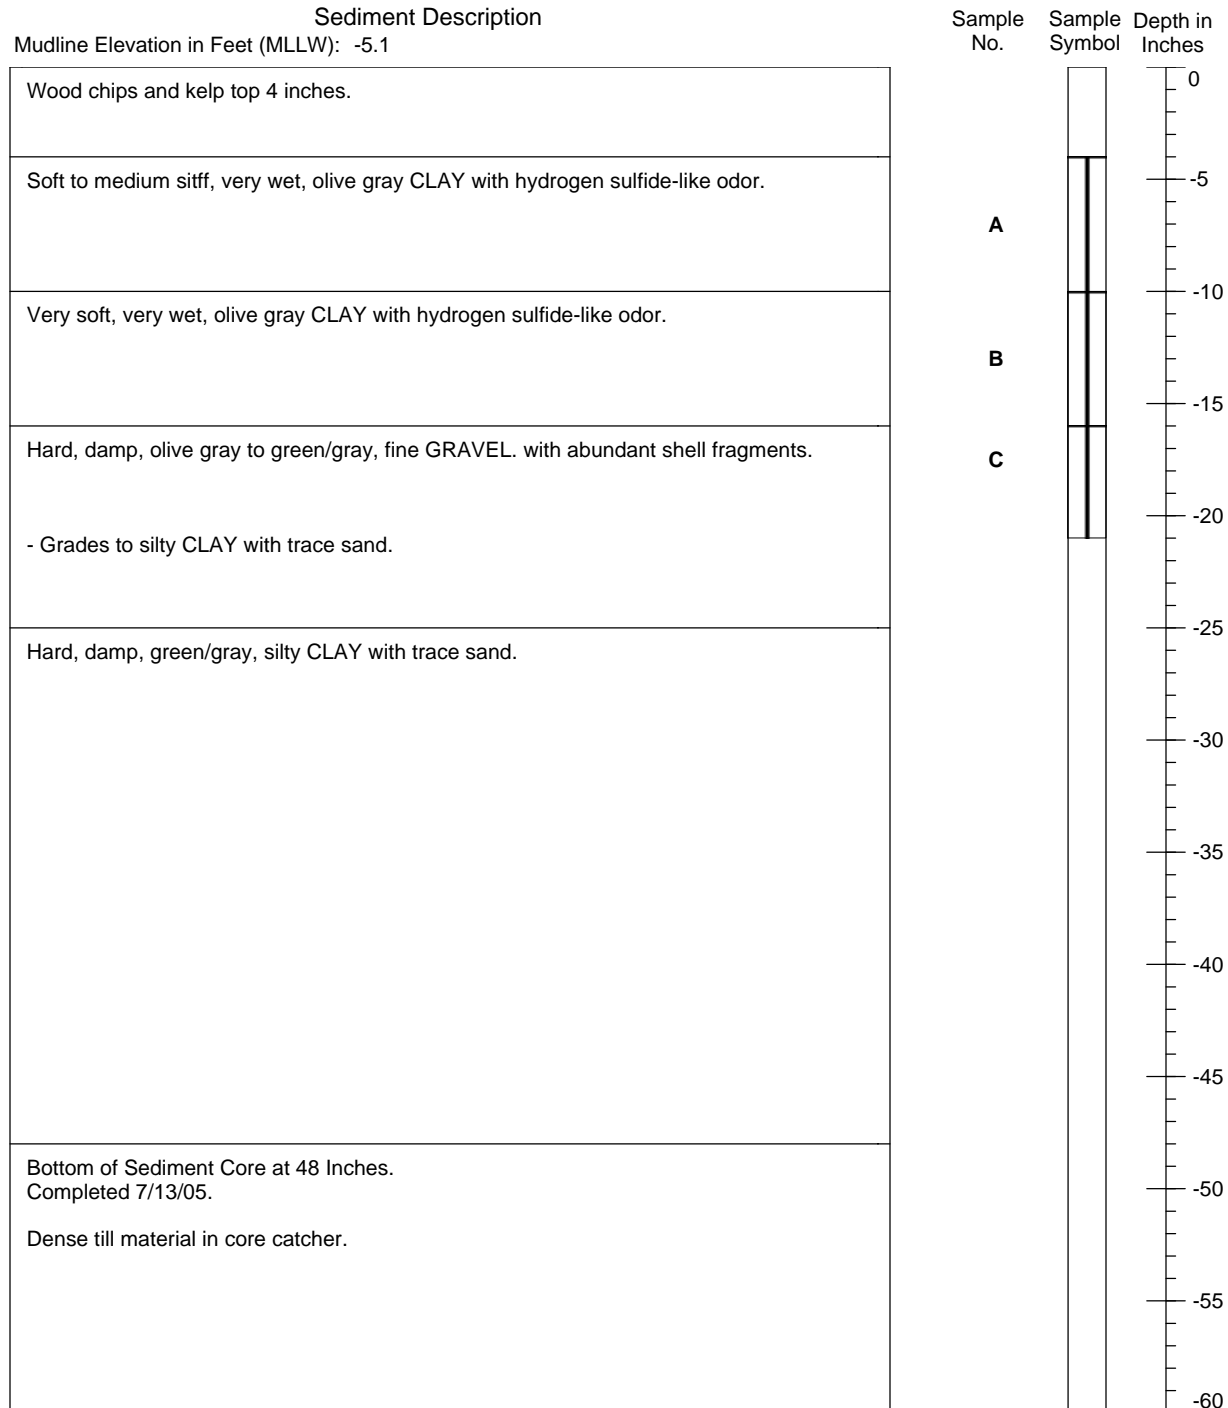 Sediment Description
Mudline Elevation in Feet (MLLW): -5.1
Sample No.
Sample Symbol
Depth in Inches
Wood chips and kelp top 4 inches.
Soft to medium sitff, very wet, olive gray CLAY with hydrogen sulfide-like odor.
Very soft, very wet, olive gray CLAY with hydrogen sulfide-like odor.
Hard, damp, olive gray to green/gray, fine GRAVEL. with abundant shell fragments.
- Grades to silty CLAY with trace sand.
Hard, damp, green/gray, silty CLAY with trace sand.
Bottom of Sediment Core at 48 Inches.
Completed 7/13/05.
Dense till material in core catcher.
A
B
C
0
-5
-10
-15
-20
-25
-30
-35
-40
-45
-50
-55
-60